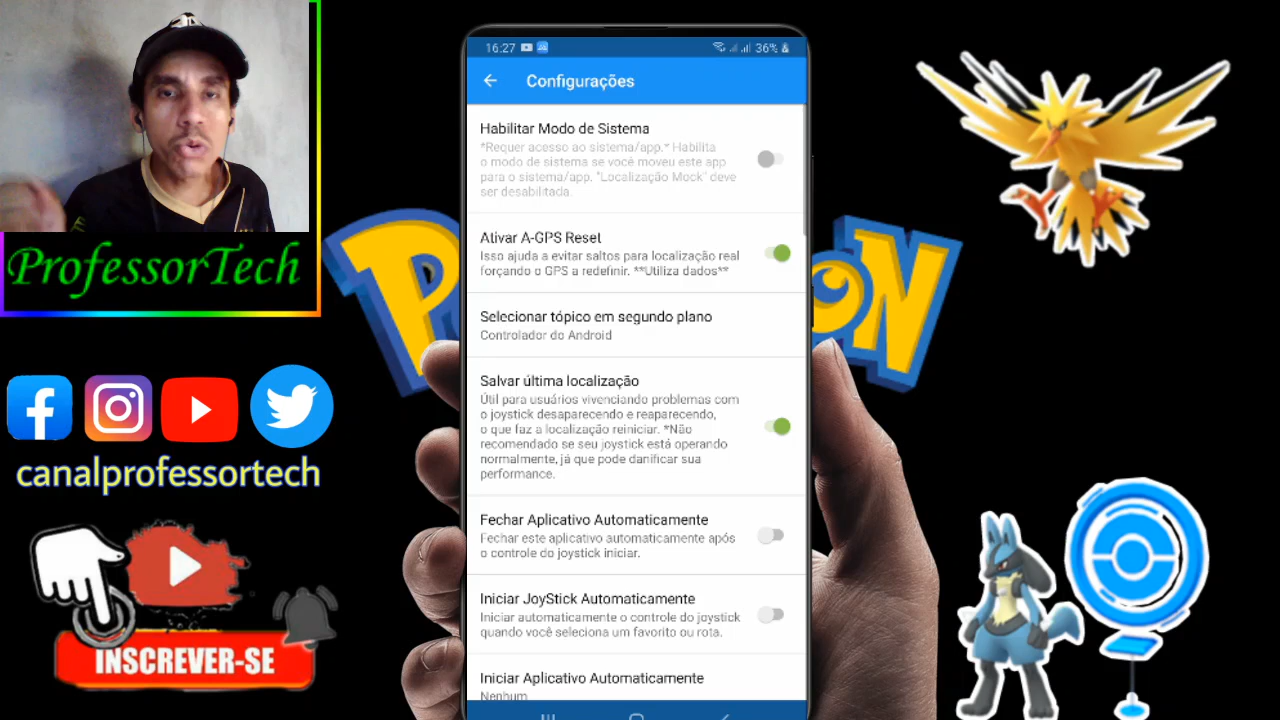 ProfessorTech
canalprofessortech
INSCREVER-SE
16:27
36%
Configurações
Habilitar Modo de Sistema
*Requer acesso ao sistema/app.* Habilita
o modo de sistema se você moveu este app
para o sistema/app. "Localização Mock" deve
ser desabilitada.
Ativar A-GPS Reset
Isso ajuda a evitar saltos para localização real
forçando o GPS a redefinir. **Utiliza dados**
Selecionar tópico em segundo plano
Controlador do Android
Salvar última localização
Útil para usuários vivenciando problemas com
o joystick desaparecendo e reaparecendo,
o que faz a localização reiniciar. *Não
recomendado se seu joystick está operando
normalmente, já que pode danificar sua
performance.
Fechar Aplicativo Automaticamente
Fechar este aplicativo automaticamente após
o controle do joystick iniciar.
Iniciar JoyStick Automaticamente
Iniciar automaticamente o controle do joystick
quando você seleciona um favorito ou rota.
Iniciar Aplicativo Automaticamente
Nenhum